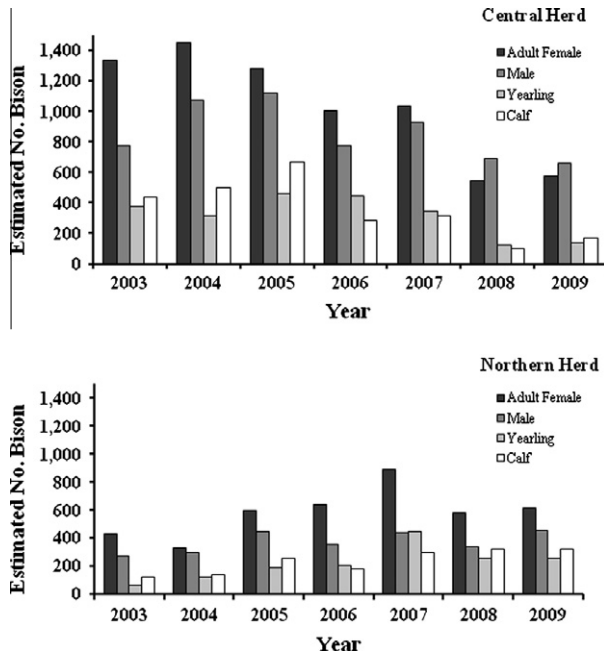 Central Herd
Adult Female
Male
Yearling
Calf
Estimated No. Bison
1,400
1,200
1,000
800
600
400
200
0
2003 2004 2005 2006 2007 2008 2009
Year
Northern Herd
Adult Female
Male
Yearling
Calf
Estimated No. Bison
1,400
1,200
1,000
800
600
400
200
0
2003 2004 2005 2006 2007 2008 2009
Year